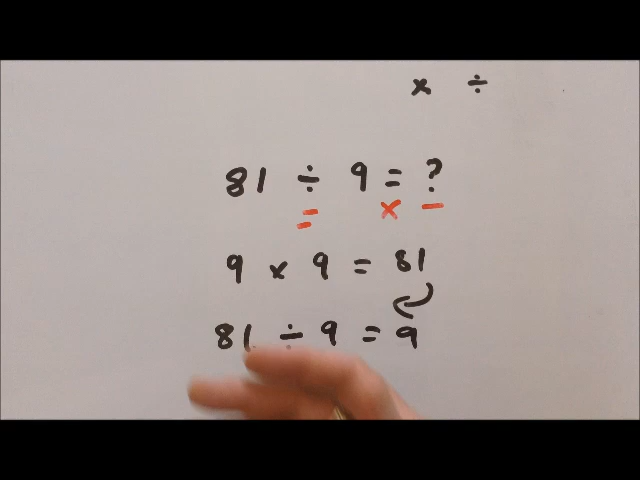 x ÷
81 ÷ 9 = ?
= x -
9 x 9 = 81
81 ÷ 9 = 9